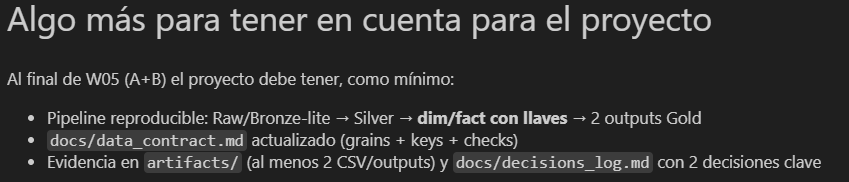 Algo más para tener en cuenta para el proyecto
Al final de W05 (A+B) el proyecto debe tener, como mínimo:
• Pipeline reproducible: Raw/Bronze-lite → Silver → dim/fact con llaves → 2 outputs Gold
• docs/data_contract.md actualizado (grains + keys + checks)
• Evidencia en artifacts/ (al menos 2 CSV/outputs) y docs/decisions_log.md con 2 decisiones clave